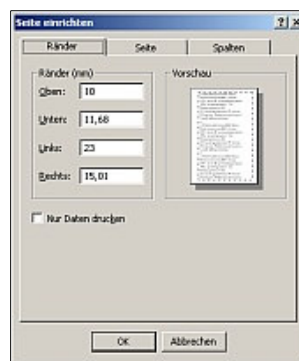 Seite einrichten
Ränder Seite Spalten
Ränder (mm) Vorschau
Oben: 10
Unten: 11,68
Links: 23
Rechts: 15,01
Nur Daten drucken
OK Abbrechen